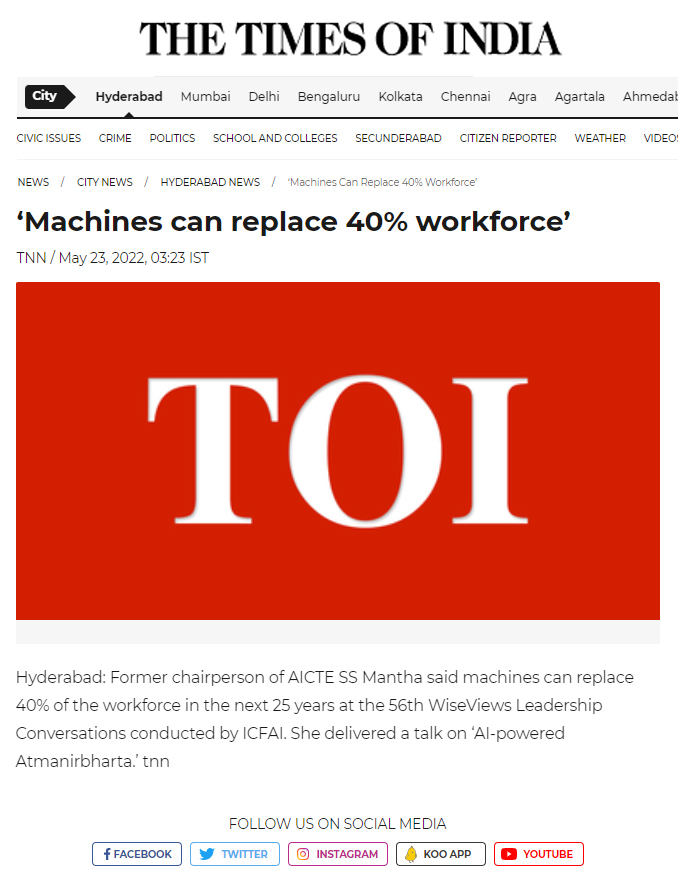 THE TIMES OF INDIA
City Hyderabad Mumbai Delhi Bengaluru Kolkata Chennai Agra Agartala
CIVIC ISSUES CRIME POLITICS SCHOOL AND COLLEGES SECUNDERABAD CITIZEN REPORTER WEATHER VIDEOS
NEWS / CITY NEWS / HYDERABAD NEWS / ‘Machines Can Replace 40% Workforce’
‘Machines can replace 40% workforce’
TNN / May 23, 2022, 03:23 IST
TOI
Hyderabad: Former chairperson of AICTE SS Mantha said machines can replace
40% of the workforce in the next 25 years at the 56th WiseViews Leadership
Conversations conducted by ICFAI. She delivered a talk on ‘AI-powered
Atmanirbharta.’ tnn
FOLLOW US ON SOCIAL MEDIA
FACEBOOK TWITTER INSTAGRAM KOO APP YOUTUBE